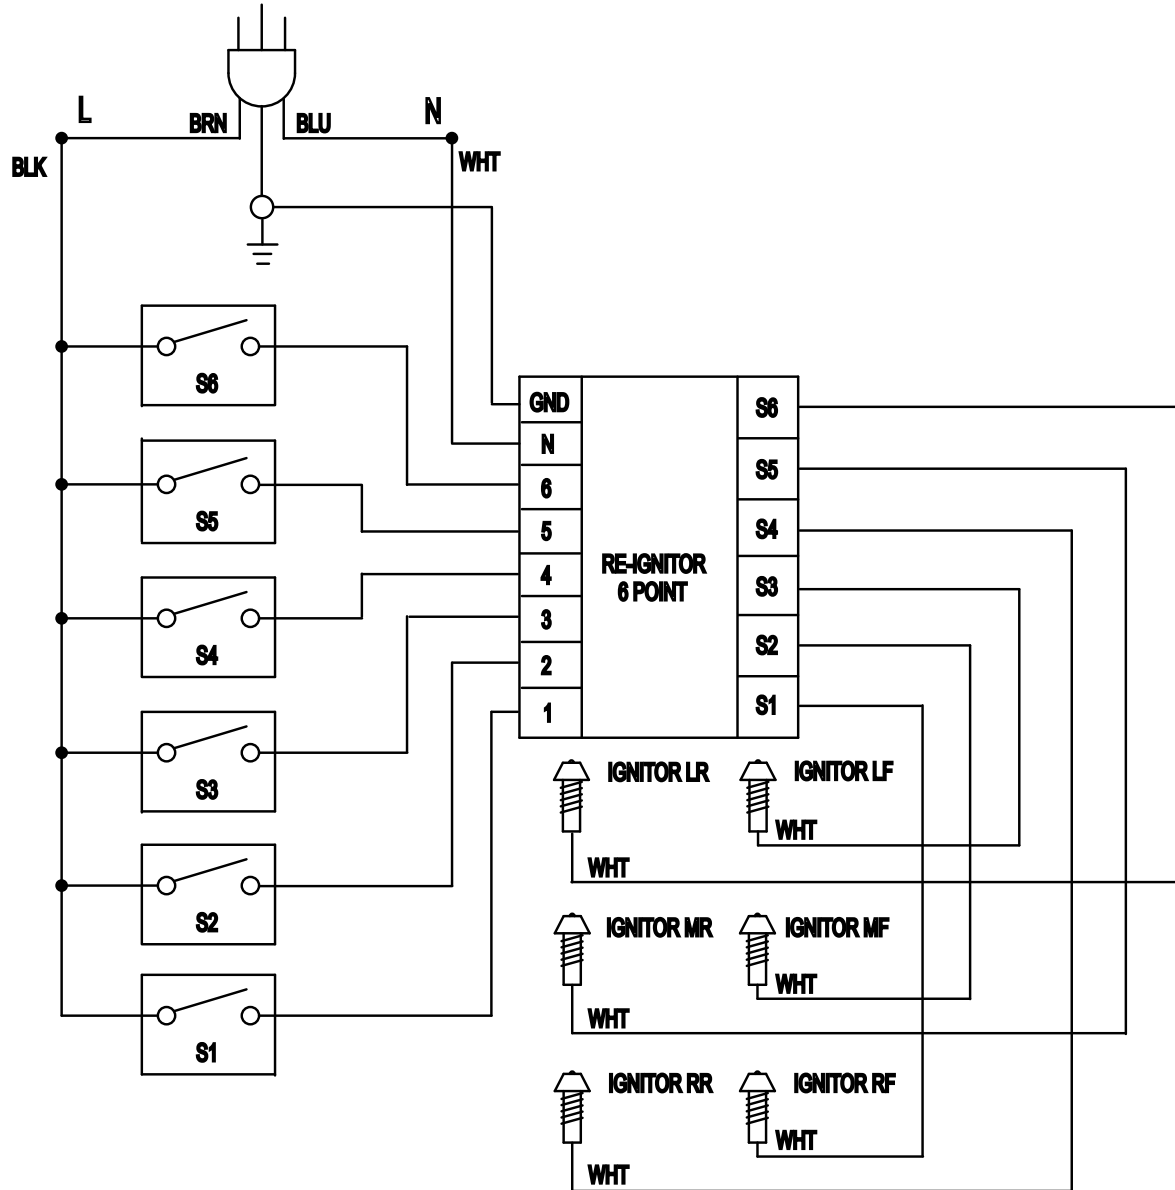 L
BRN
BLU
N
BLK
WHT
S6
S5
S4
S3
S2
S1
GND
N
6
5
4
3
2
1
RE-IGNITOR
6 POINT
S6
S5
S4
S3
S2
S1
IGNITOR LR
IGNITOR LF
WHT
WHT
IGNITOR MR
IGNITOR MF
WHT
WHT
IGNITOR RR
IGNITOR RF
WHT
WHT